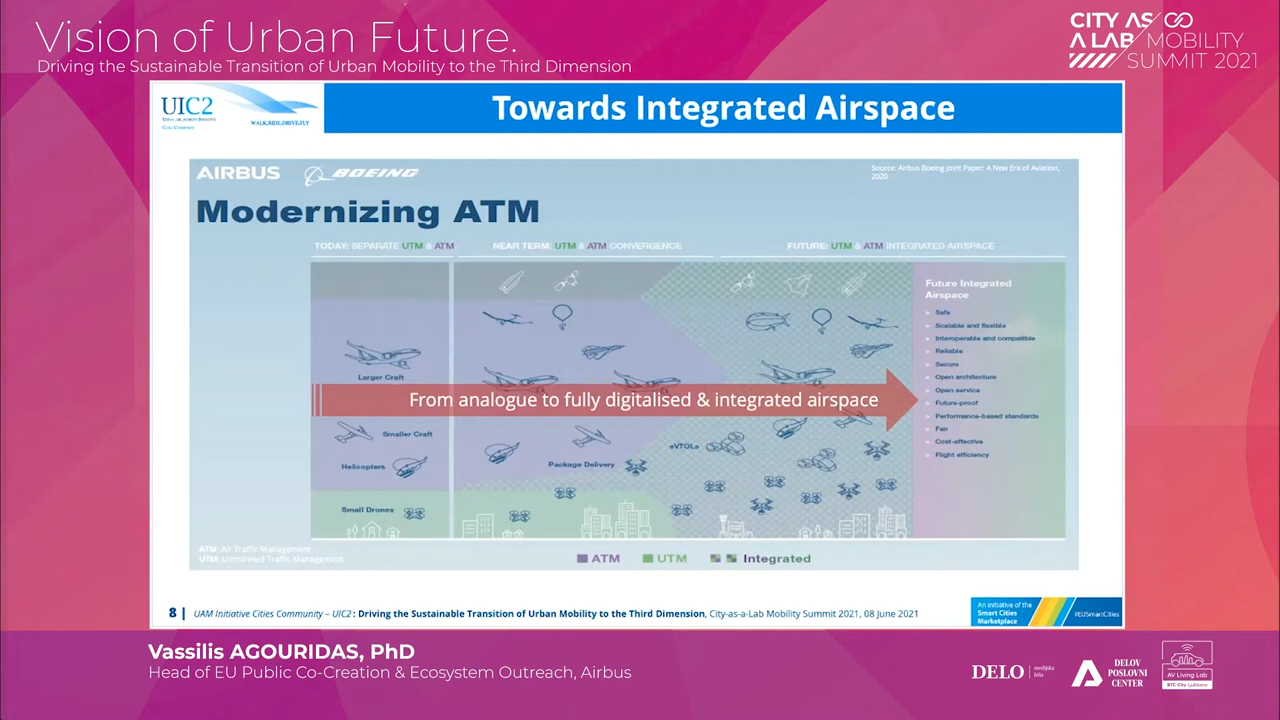 Vision of Urban Future.
Driving the Sustainable Transition of Urban Mobility to the Third Dimension
CITY AS
A LAB MOBILITY
SUMMIT 2021
UIC2
WALK.RIDE.DRIVE.FLY
Towards Integrated Airspace
AIRBUS BOEING
Source: Airbus Boeing Joint Paper: A New Era of Aviation,
2020
Modernizing ATM
TODAY: SEPARATE UTM & ATM
NEAR TERM: UTM & ATM CONVERGENCE
FUTURE: UTM & ATM INTEGRATED AIRSPACE
Larger Craft
From analogue to fully digitalised & integrated airspace
Smaller Craft
Helicopters
Small Drones
Package Delivery
eVTOLs
Future Integrated
Airspace
Safe
Scalable and flexible
Interoperable and compatible
Reliable
Secure
Open architecture
Open service
Future-proof
Performance-based standards
Fair
Cost-effective
Flight efficiency
ATM: Air Traffic Management
UTM: Unmanned Traffic Management
ATM UTM Integrated
8 | UAM Initiative Cities Community – UIC2 : Driving the Sustainable Transition of Urban Mobility to the Third Dimension, City-as-a-Lab Mobility Summit 2021, 08 June 2021
An initiative of the
Smart Cities
Marketplace
#EUSmartCities
Vassilis AGOURIDAS, PhD
Head of EU Public Co-Creation & Ecosystem Outreach, Airbus
DELO medijska
hiša
DELOV
POSLOVNI
CENTER
AV Living Lab
BTC City Ljubljana